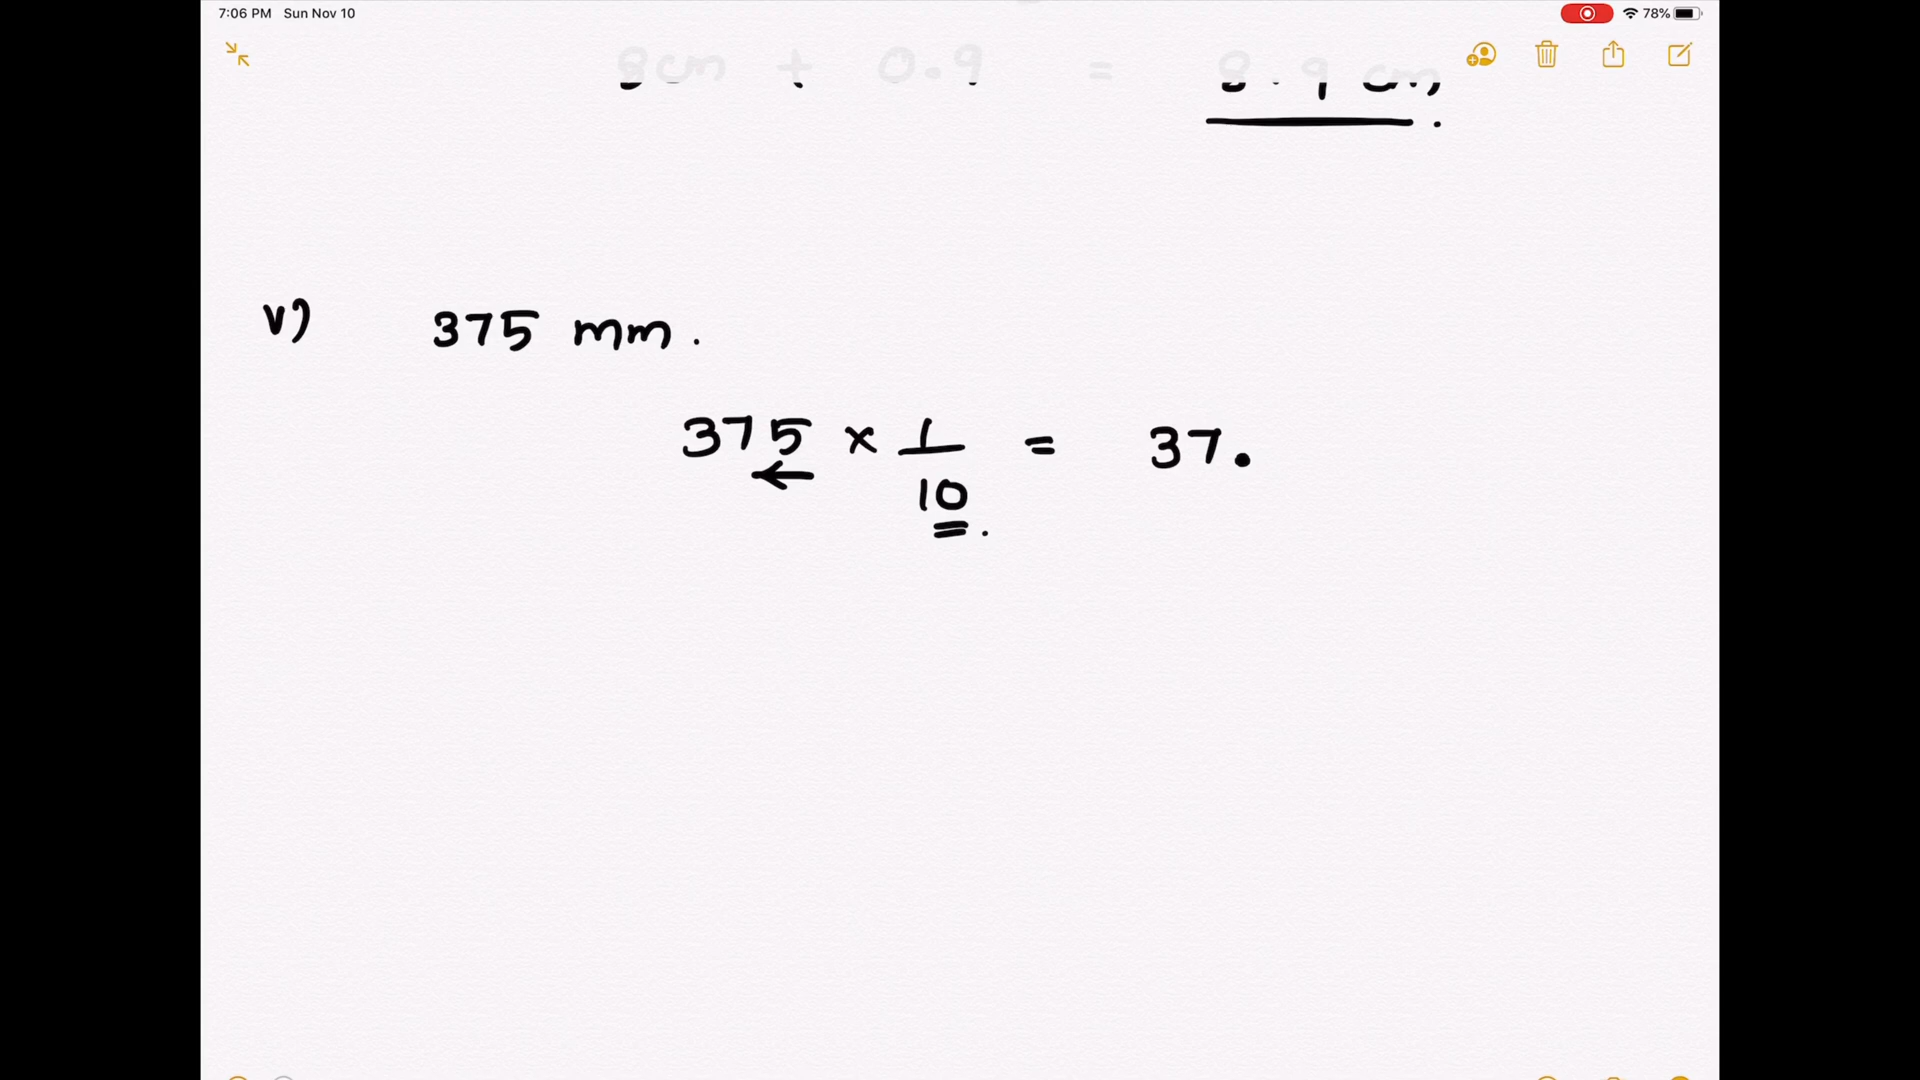 7:06 PM Sun Nov 10 78%
8cm + 0.9 = 8.9 cm.
v) 375 mm.
375 × 1/10 = 37.